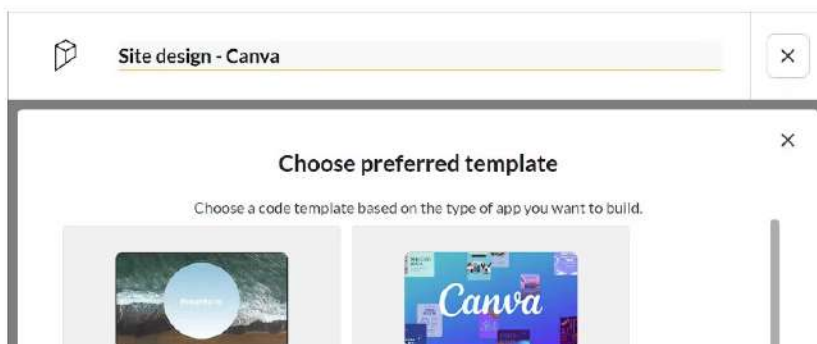 Site design - Canva
Choose preferred template
Choose a code template based on the type of app you want to build.
Canva